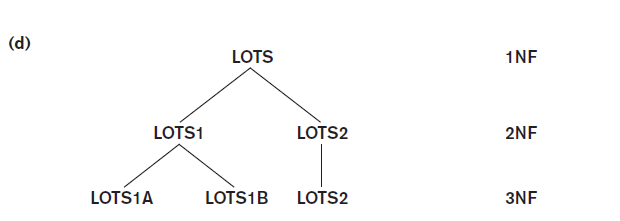 (d)
LOTS 1NF
LOTS1 LOTS2 2NF
LOTS1A LOTS1B LOTS2 3NF